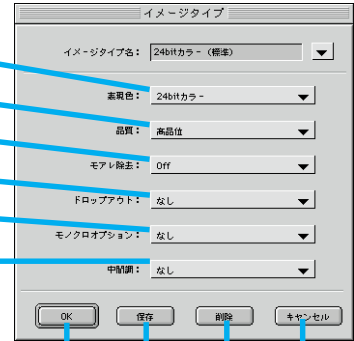 イメージタイプ
イメージタイプ名: 24bitカラー (標準)
表現色: 24bitカラー
品質: 高品位
モアレ除去: Off
ドロップアウト: なし
モノクロオプション: なし
中間調: なし
OK 保存 削除 キャンセル